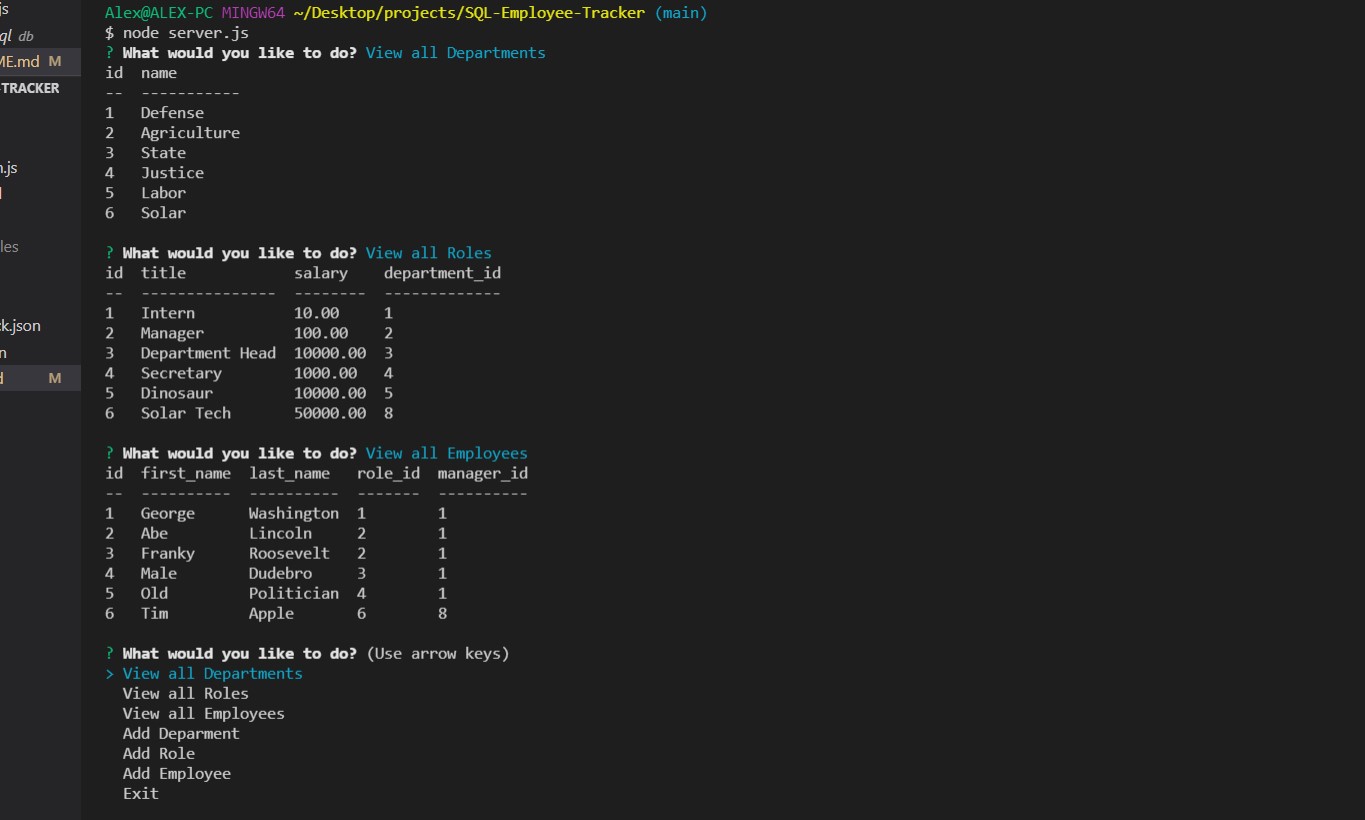 js
ql db
ME.md M
-TRACKER
n.js
les
ck.json
n
d M
Alex@ALEX-PC MINGW64 ~/Desktop/projects/SQL-Employee-Tracker (main)
$ node server.js
? What would you like to do? View all Departments
id name
-- -----------
1 Defense
2 Agriculture
3 State
4 Justice
5 Labor
6 Solar
? What would you like to do? View all Roles
id title salary department_id
-- --------------- -------- -------------
1 Intern 10.00 1
2 Manager 100.00 2
3 Department Head 10000.00 3
4 Secretary 1000.00 4
5 Dinosaur 10000.00 5
6 Solar Tech 50000.00 8
? What would you like to do? View all Employees
id first_name last_name role_id manager_id
-- ---------- ---------- ------- ----------
1 George Washington 1 1
2 Abe Lincoln 2 1
3 Franky Roosevelt 2 1
4 Male Dudebro 3 1
5 Old Politician 4 1
6 Tim Apple 6 8
? What would you like to do? (Use arrow keys)
> View all Departments
View all Roles
View all Employees
Add Deparment
Add Role
Add Employee
Exit